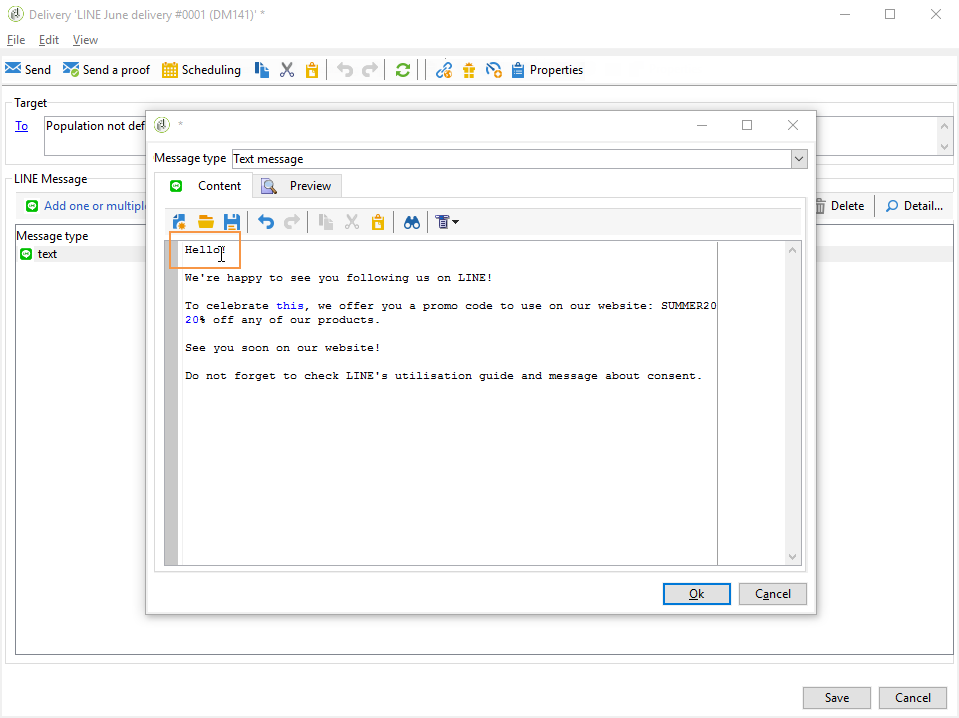 Delivery 'LINE June delivery #0001 (DM141)' *
File Edit View
Send Send a proof Scheduling Properties
Target
To Population not def
*
Message type Text message
LINE Message
Content Preview
Add one or multiple Delete Detail...
Message type
text
Hello!
We're happy to see you following us on LINE!
To celebrate this, we offer you a promo code to use on our website: SUMMER20
20% off any of our products.
See you soon on our website!
Do not forget to check LINE's utilisation guide and message about consent.
Ok Cancel
Save Cancel